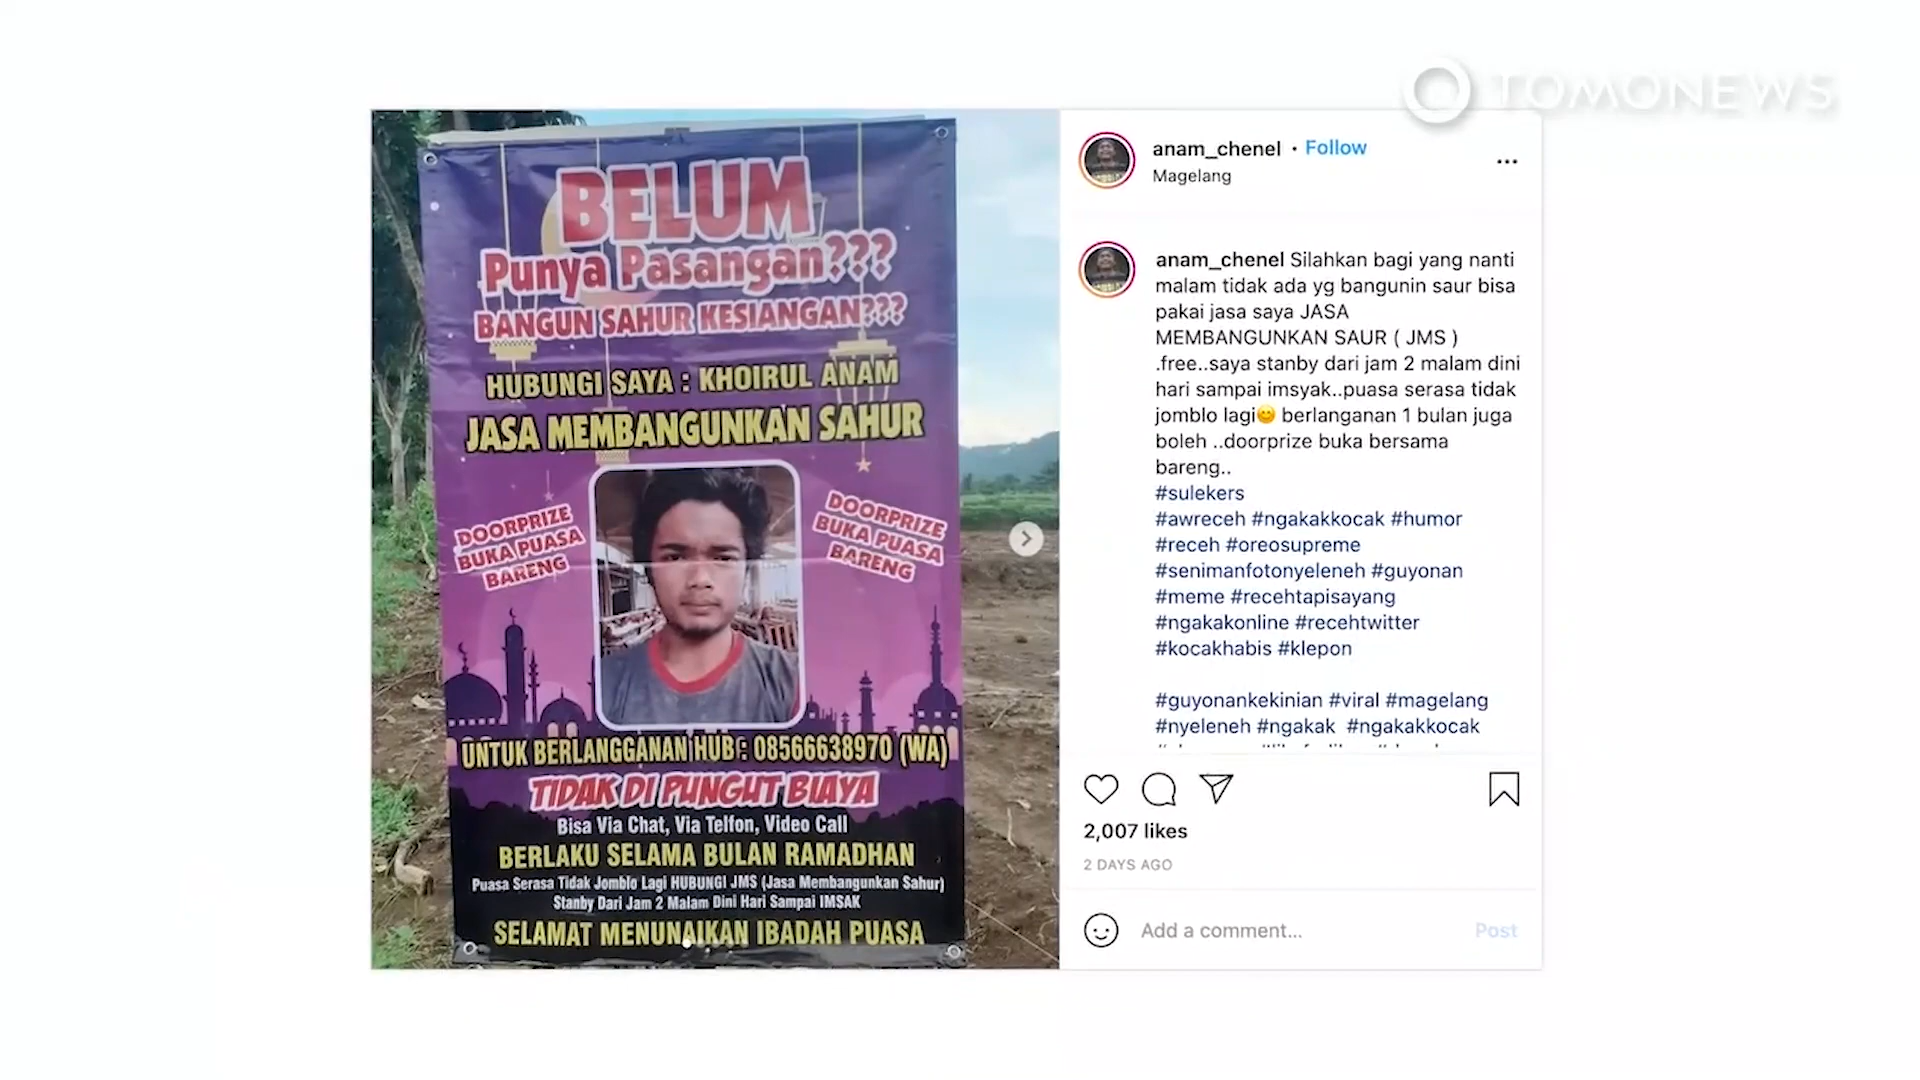 TOMONEWS
BELUM
Punya Pasangan???
BANGUN SAHUR KESIANGAN???
HUBUNGI SAYA : KHOIRUL ANAM
JASA MEMBANGUNKAN SAHUR
DOORPRIZE
BUKA PUASA
BARENG
DOORPRIZE
BUKA PUASA
BARENG
UNTUK BERLANGGANAN HUB : 08566638970 (WA)
TIDAK DI PUNGUT BIAYA
Bisa Via Chat, Via Telfon, Video Call
BERLAKU SELAMA BULAN RAMADHAN
Puasa Serasa Tidak Jomblo Lagi HUBUNGI JMS (Jasa Membangunkan Sahur)
Stanby Dari Jam 2 Malam Dini Hari Sampai IMSAK
SELAMAT MENUNAIKAN IBADAH PUASA
anam_chenel • Follow
Magelang
anam_chenel Silahkan bagi yang nanti
malam tidak ada yg bangunin saur bisa
pakai jasa saya JASA
MEMBANGUNKAN SAUR ( JMS )
.free..saya stanby dari jam 2 malam dini
hari sampai imsyak..puasa serasa tidak
jomblo lagi😊 berlanganan 1 bulan juga
boleh ..doorprize buka bersama
bareng..
#sulekers
#awreceh #ngakakkocak #humor
#receh #oreosupreme
#senimanfotonyeleneh #guyonan
#meme #recehtapisayang
#ngakakonline #recehtwitter
#kocakhabis #klepon
#guyonankekinian #viral #magelang
#nyeleneh #ngakak #ngakakkocak
2,007 likes
2 DAYS AGO
Add a comment...
Post